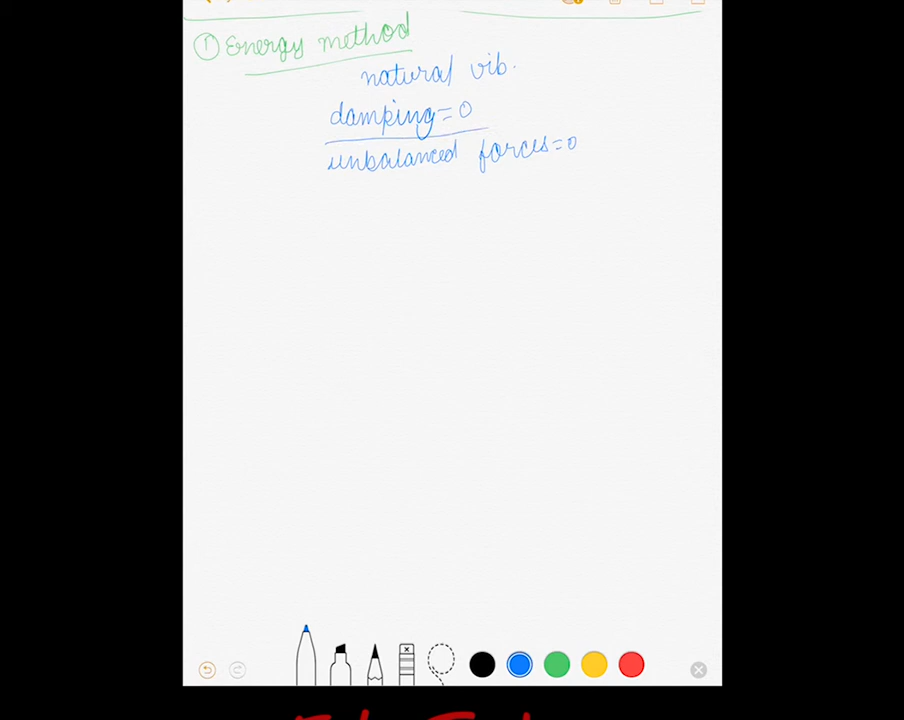 ① Energy method
natural vib.
damping=0
unbalanced forces=0